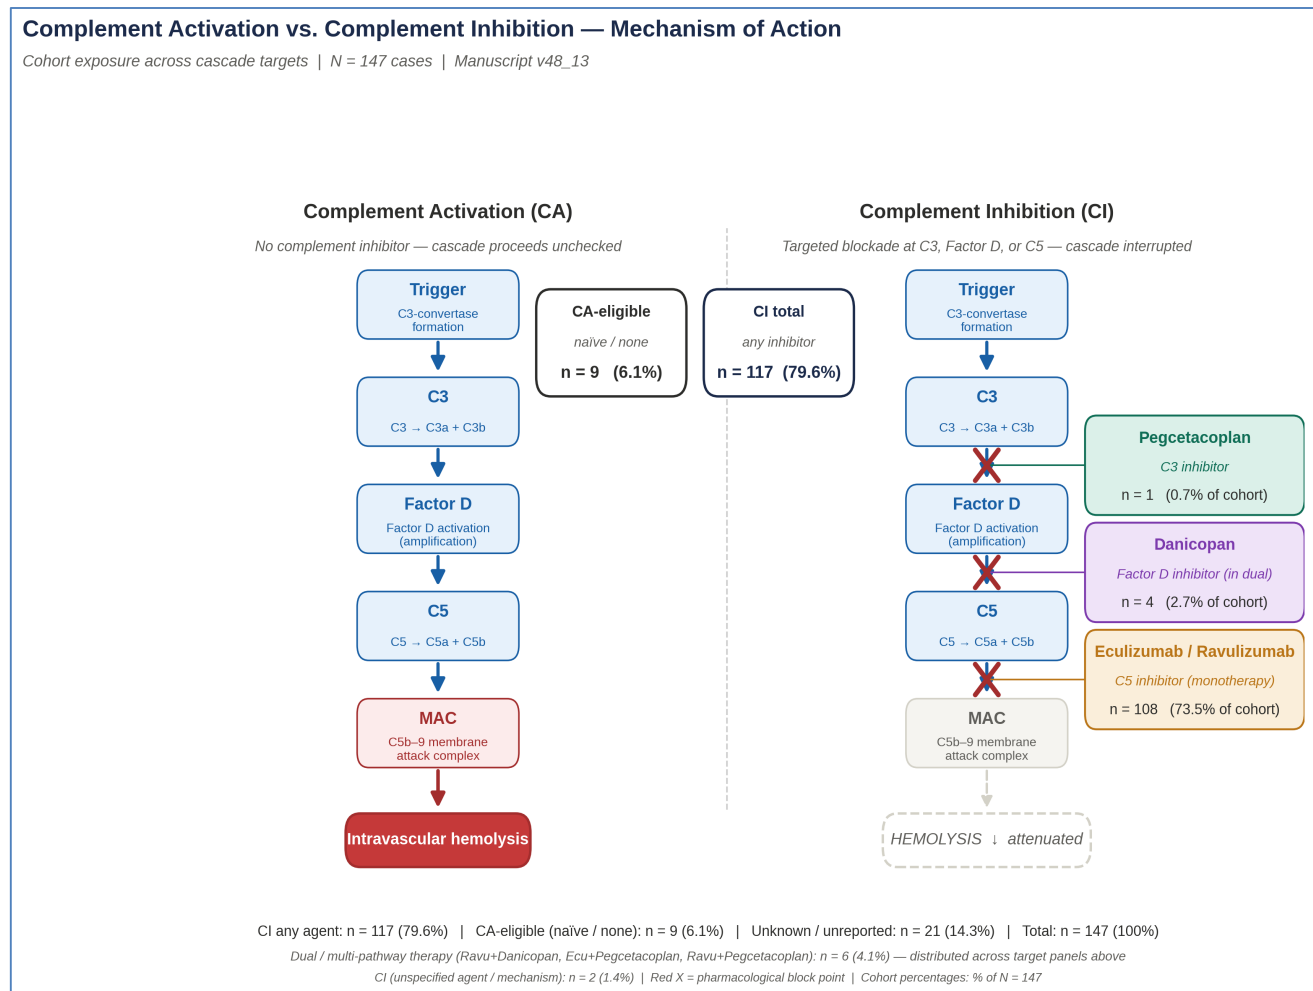 Complement Activation vs. Complement Inhibition — Mechanism of Action
Cohort exposure across cascade targets | N = 147 cases | Manuscript v48_13
Complement Activation (CA)
No complement inhibitor — cascade proceeds unchecked
Trigger
C3-convertase
formation
C3
C3 → C3a + C3b
Factor D
Factor D activation
(amplification)
C5
C5 → C5a + C5b
MAC
C5b–9 membrane
attack complex
Intravascular hemolysis
CA-eligible
naïve / none
n = 9 (6.1%)
CI total
any inhibitor
n = 117 (79.6%)
Complement Inhibition (CI)
Targeted blockade at C3, Factor D, or C5 — cascade interrupted
Trigger
C3-convertase
formation
C3
C3 → C3a + C3b
Factor D
Factor D activation
(amplification)
C5
C5 → C5a + C5b
MAC
C5b–9 membrane
attack complex
HEMOLYSIS ↓ attenuated
Pegcetacoplan
C3 inhibitor
n = 1 (0.7% of cohort)
Danicopan
Factor D inhibitor (in dual)
n = 4 (2.7% of cohort)
Eculizumab / Ravulizumab
C5 inhibitor (monotherapy)
n = 108 (73.5% of cohort)
CI any agent: n = 117 (79.6%) | CA-eligible (naïve / none): n = 9 (6.1%) | Unknown / unreported: n = 21 (14.3%) | Total: n = 147 (100%)
Dual / multi-pathway therapy (Ravu+Danicopan, Ecu+Pegcetacoplan, Ravu+Pegcetacoplan): n = 6 (4.1%) — distributed across target panels above
CI (unspecified agent / mechanism): n = 2 (1.4%) | Red X = pharmacological block point | Cohort percentages: % of N = 147